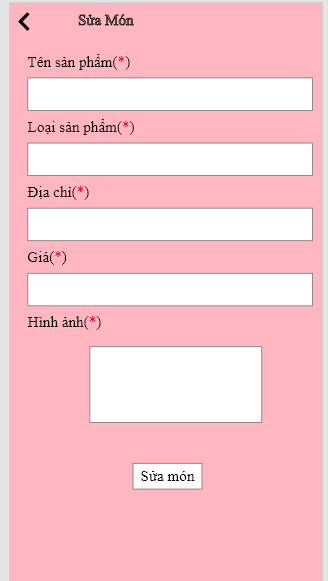 Sửa Món
Tên sản phẩm(*)
Loại sản phẩm(*)
Địa chỉ(*)
Giá(*)
Hình ảnh(*)
Sửa món